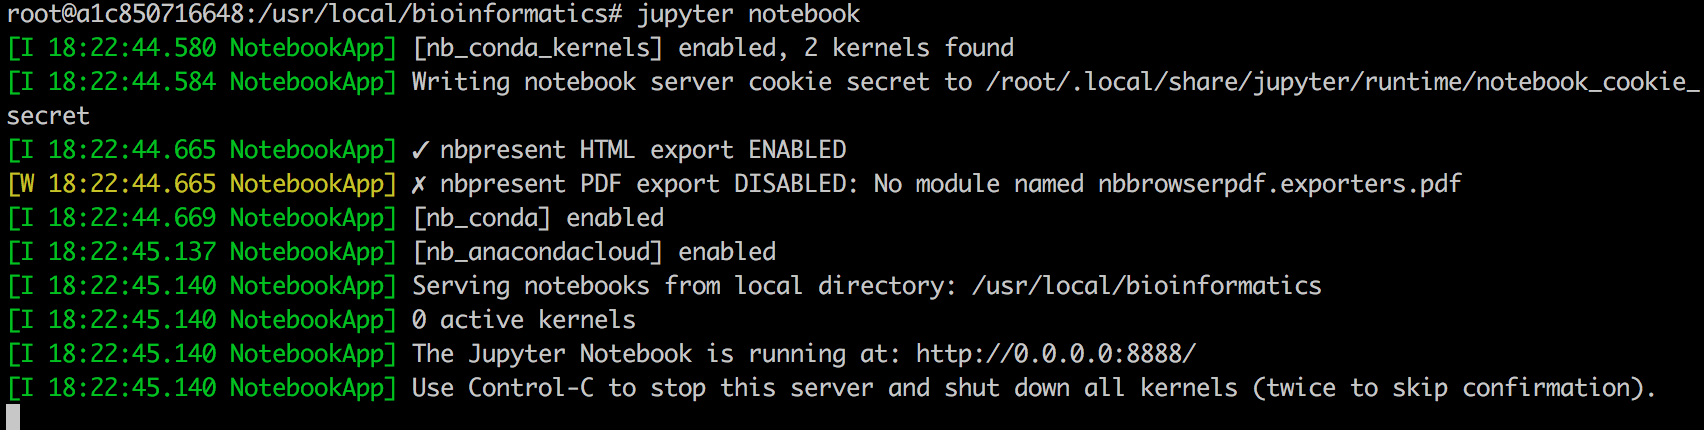 root@a1c850716648:/usr/local/bioinformatics# jupyter notebook
[I 18:22:44.580 NotebookApp] [nb_conda_kernels] enabled, 2 kernels found
[I 18:22:44.584 NotebookApp] Writing notebook server cookie secret to /root/.local/share/jupyter/runtime/notebook_cookie_
secret
[I 18:22:44.665 NotebookApp] ✓ nbpresent HTML export ENABLED
[W 18:22:44.665 NotebookApp] ✗ nbpresent PDF export DISABLED: No module named nbbrowserpdf.exporters.pdf
[I 18:22:44.669 NotebookApp] [nb_conda] enabled
[I 18:22:45.137 NotebookApp] [nb_anacondacloud] enabled
[I 18:22:45.140 NotebookApp] Serving notebooks from local directory: /usr/local/bioinformatics
[I 18:22:45.140 NotebookApp] 0 active kernels
[I 18:22:45.140 NotebookApp] The Jupyter Notebook is running at: http://0.0.0.0:8888/
[I 18:22:45.140 NotebookApp] Use Control-C to stop this server and shut down all kernels (twice to skip confirmation).